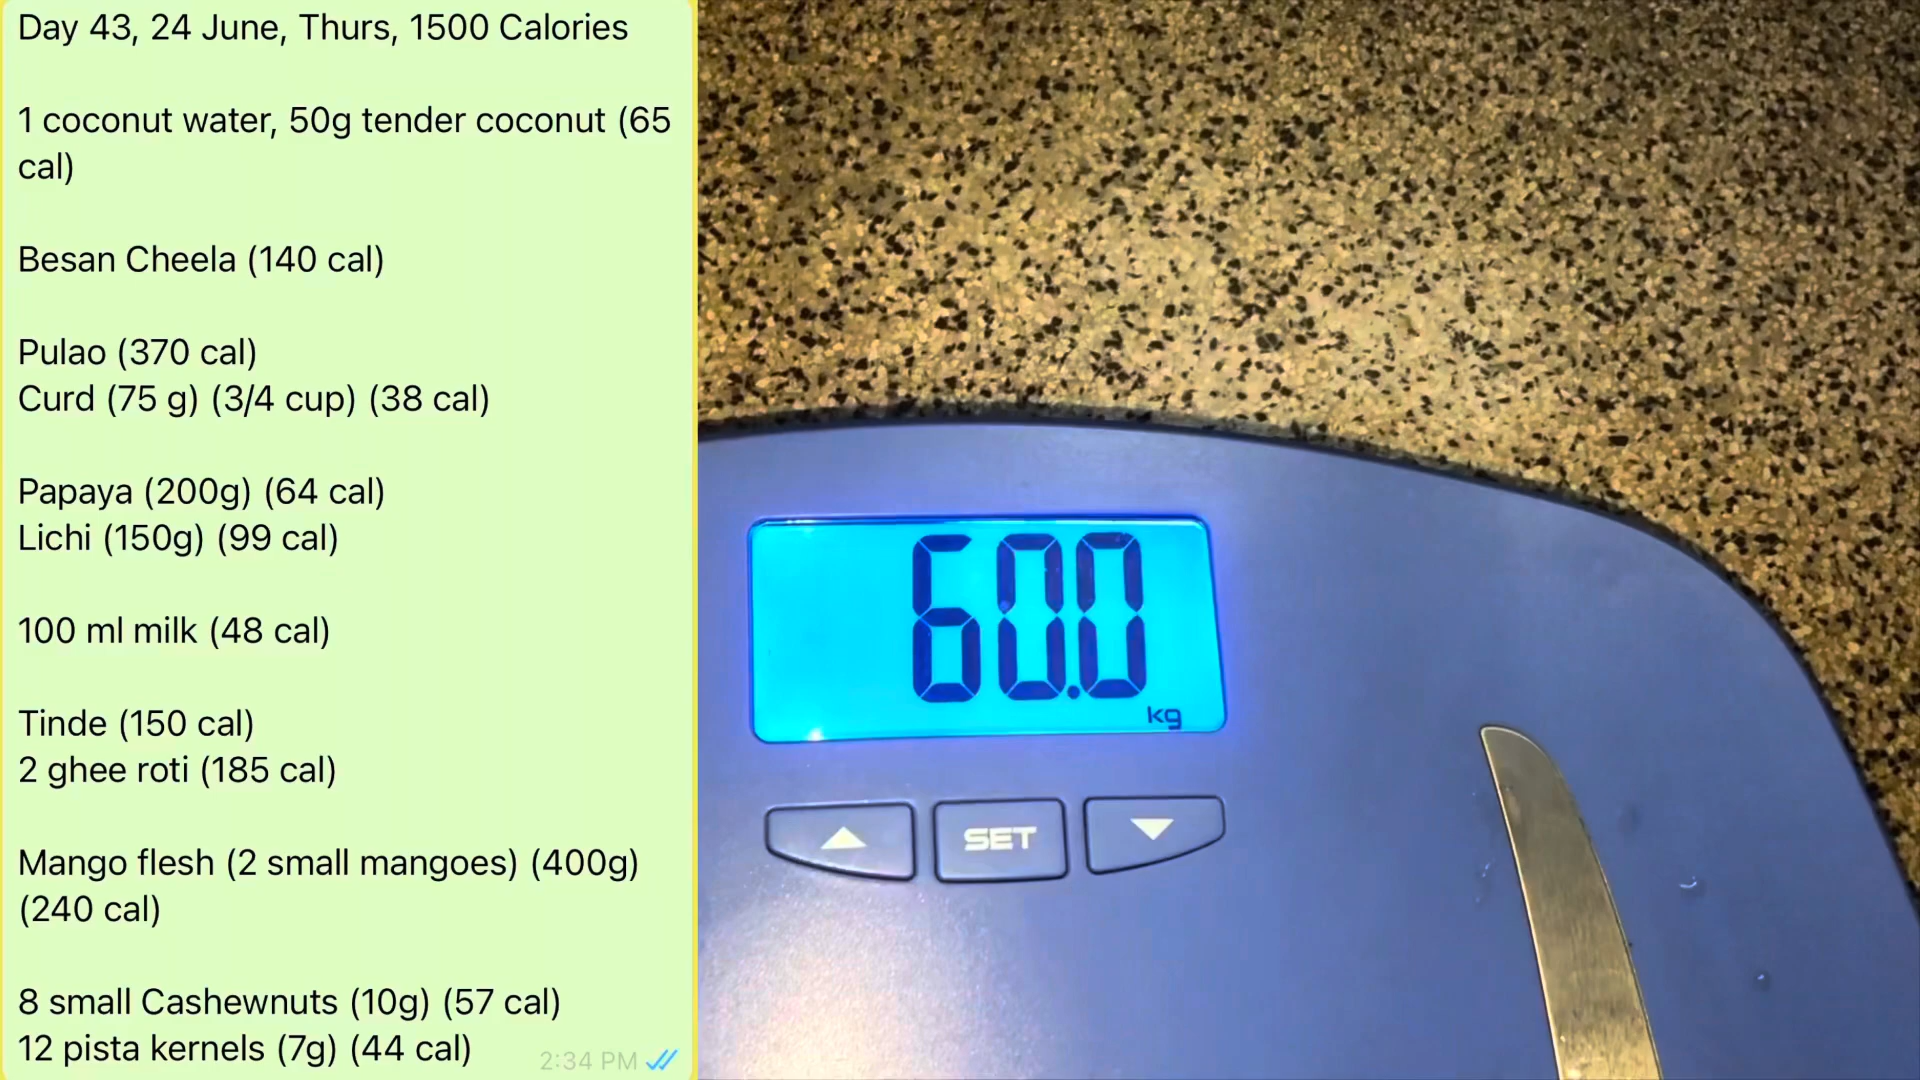 Day 43, 24 June, Thurs, 1500 Calories
1 coconut water, 50g tender coconut (65
cal)
Besan Cheela (140 cal)
Pulao (370 cal)
Curd (75 g) (3/4 cup) (38 cal)
Papaya (200g) (64 cal)
Lichi (150g) (99 cal)
100 ml milk (48 cal)
Tinde (150 cal)
2 ghee roti (185 cal)
Mango flesh (2 small mangoes) (400g)
(240 cal)
8 small Cashewnuts (10g) (57 cal)
12 pista kernels (7g) (44 cal)
2:34 PM
60.0
kg
SET